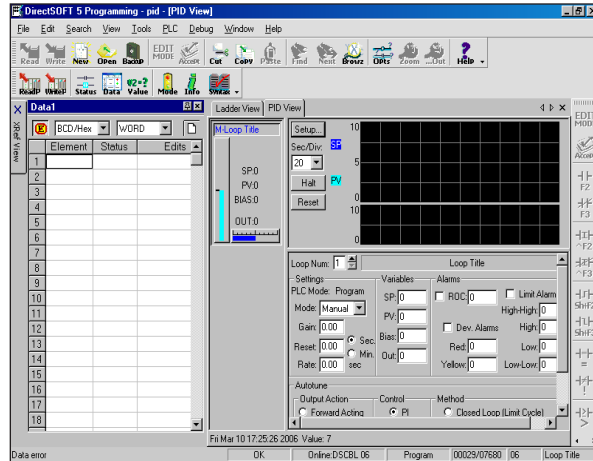 DirectSOFT 5 Programming - pid - [PID View]
File Edit Search View Tools PLC Debug Window Help
Read Write New Open Backup EDIT MODE Accept Cut Copy Paste Find Next Browz Opts Zoom ...Out Help
ReadP WriteP Status Data V2=? Value Mode Info Syntax
X
XRef View
Data1
BCD/Hex WORD
Element Status Edits
1
2
3
4
5
6
7
8
9
10
11
12
13
14
15
16
17
18
Ladder View PID View
M-Loop Title
SP:0
PV:0
BIAS:0
OUT:0
Setup...
Sec/Div:
20
Halt
Reset
SP
PV
10
5
0
10
0
Loop Num: 1 Loop Title
Settings
PLC Mode: Program
Mode: Manual
Gain: 0.00
Reset: 0.00 Sec.
Min.
Rate: 0.00 sec
Variables
SP: 0
PV: 0
Bias: 0
Out: 0
Alarms
ROC: 0 Limit Alarm
High-High: 0
Dev. Alarms High: 0
Red: 0 Low: 0
Yellow: 0 Low-Low: 0
Autotune
Output Action Control Method
Forward Acting PI Closed Loop (Limit Cycle)
EDIT
MODE
Accept
F2
F3
^F2
^F3
Shf
Shf
=
!
>
Fri Mar 10 17:25:26 2006 Value: 7
Data error OK Online:DSCBL 06 Program 00029/07680 06 Loop Title